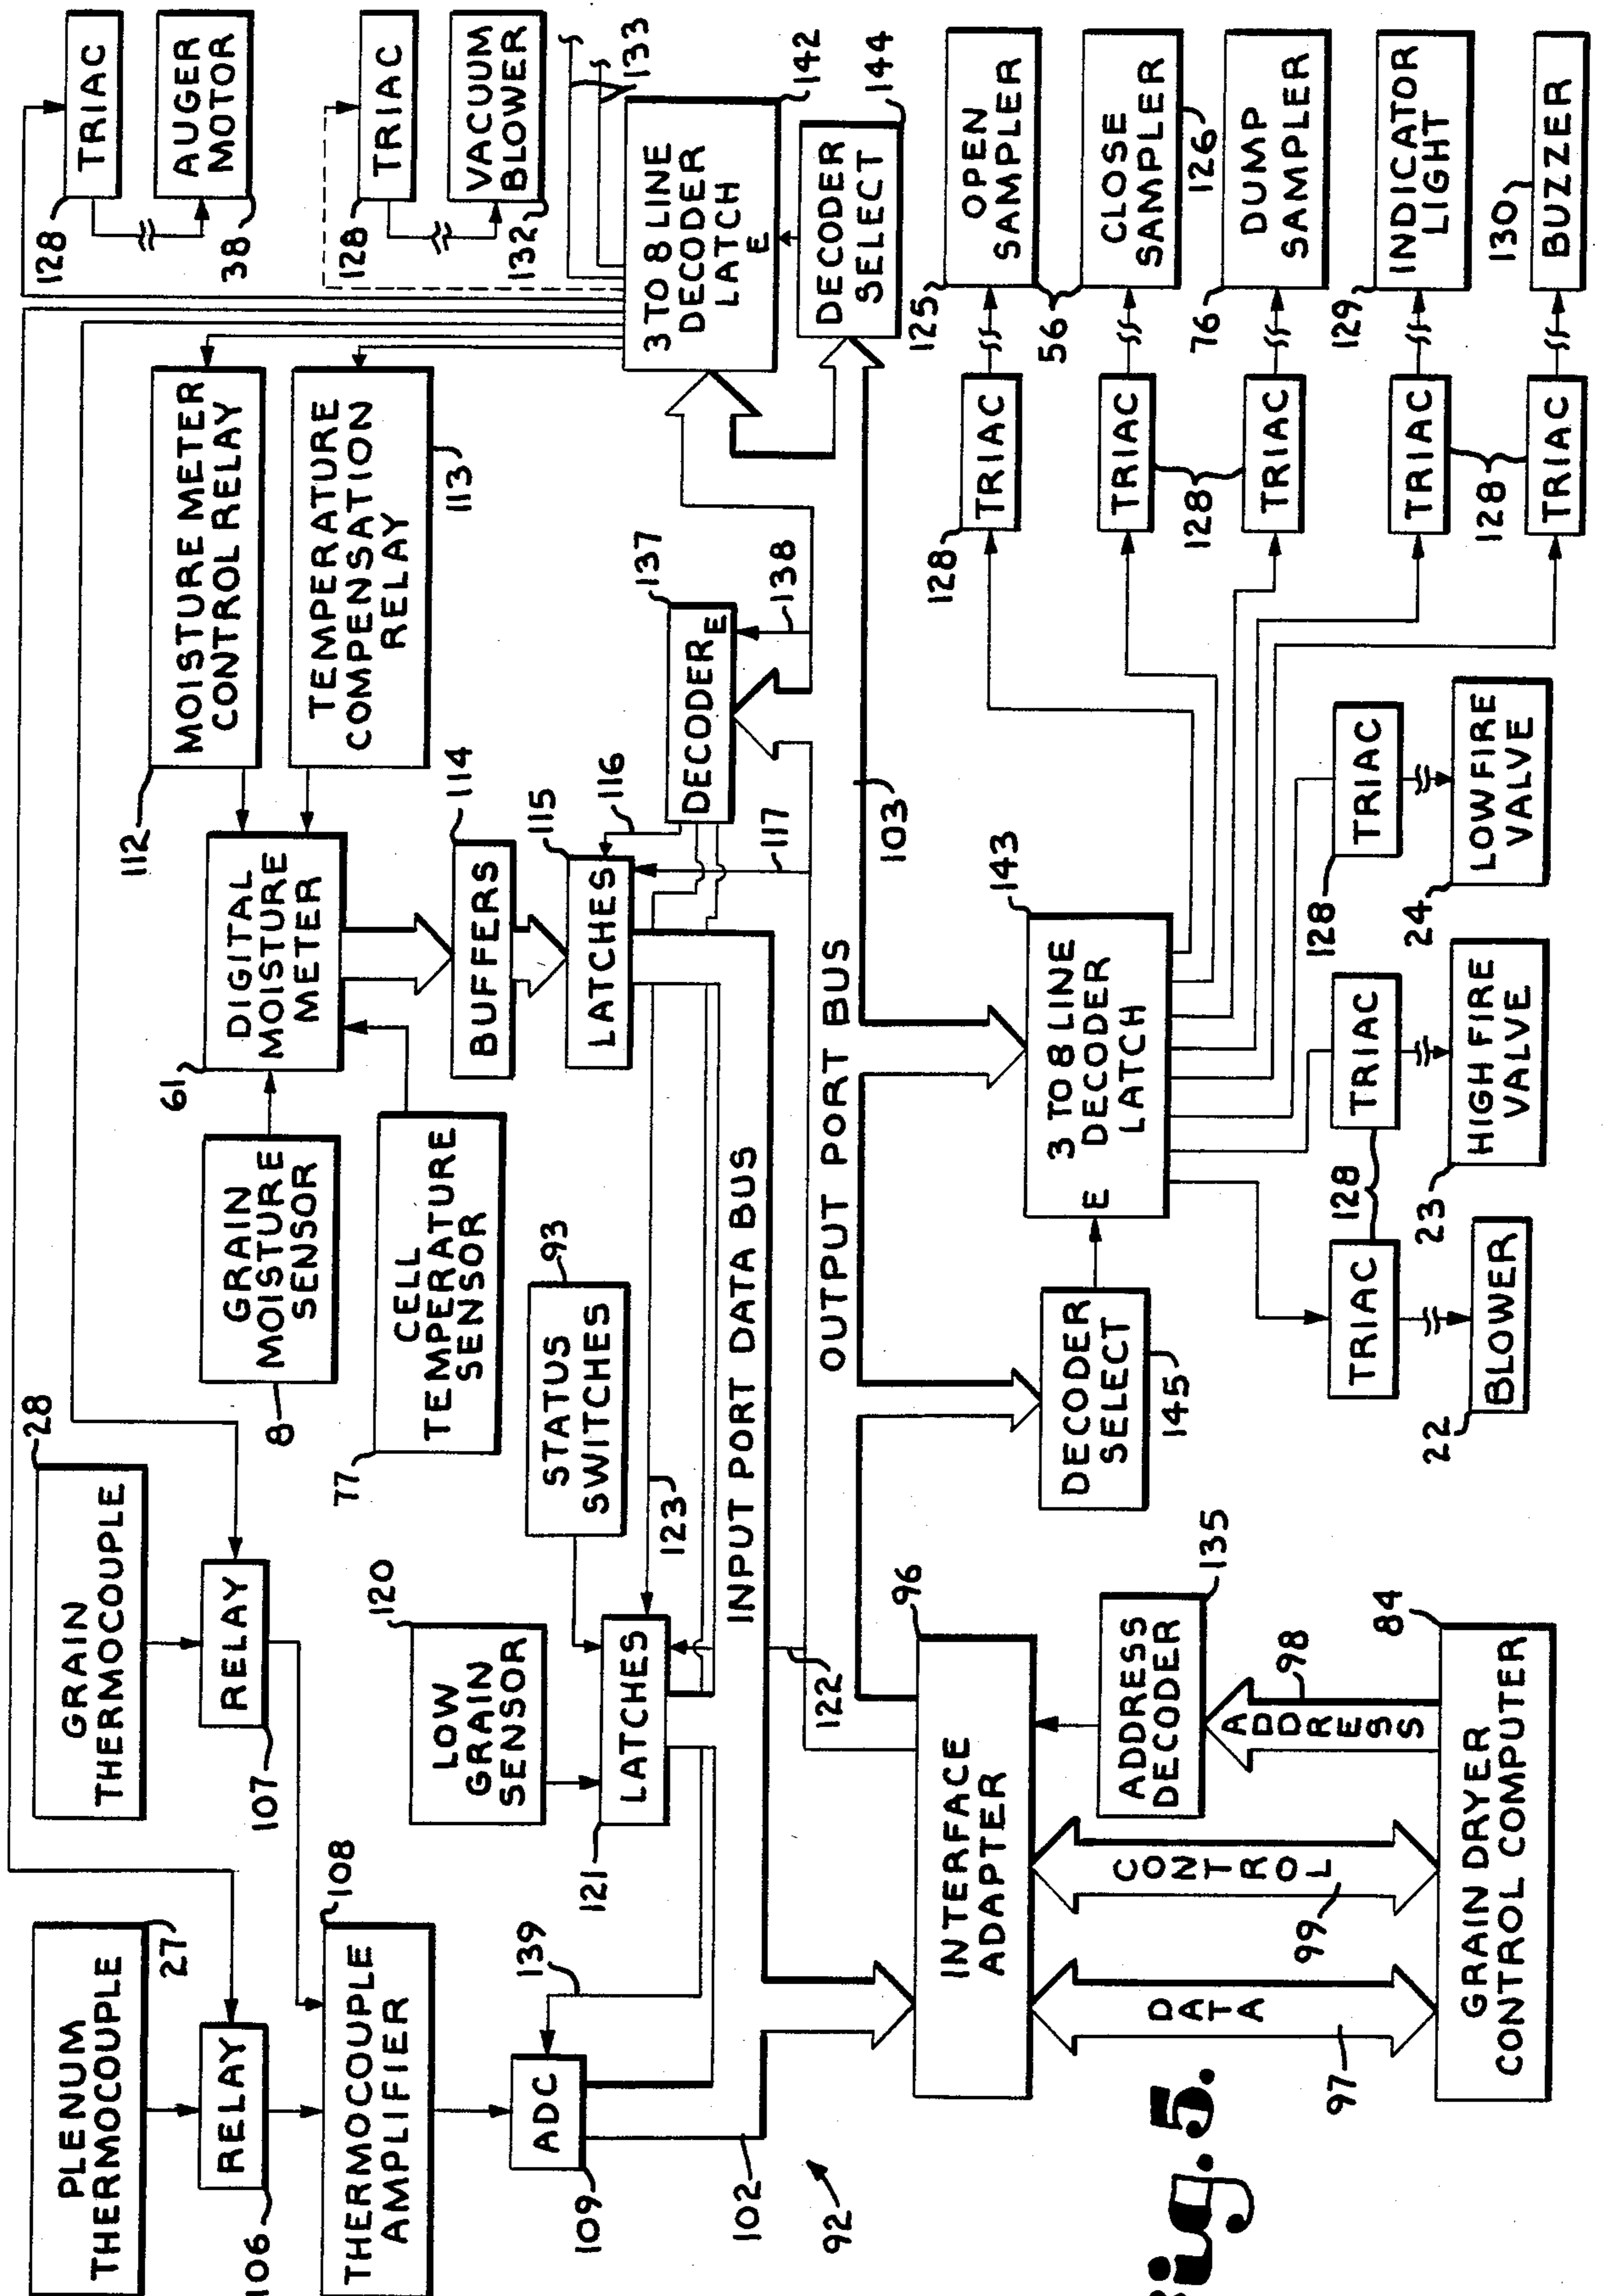 PLENUM
THERMOCOUPLE
27
RELAY
106
THERMOCOUPLE
AMPLIFIER
108
ADC
109
139
102
92
GRAIN
THERMOCOUPLE
28
RELAY
107
LOW
GRAIN
SENSOR
120
LATCHES
121
STATUS
SWITCHES
93
123
122
GRAIN
MOISTURE
SENSOR
8
CELL
TEMPERATURE
SENSOR
77
DIGITAL
MOISTURE
METER
61
BUFFERS
114
LATCHES
115
116
117
MOISTURE METER
CONTROL RELAY
112
TEMPERATURE
COMPENSATION
RELAY
113
DECODER
E
137
138
TRIAC
128
AUGER
MOTOR
38
TRIAC
128
VACUUM
BLOWER
132
133
3 TO 8 LINE
DECODER
LATCH
E
142
DECODER
SELECT
144
INPUT PORT DATA BUS
OUTPUT PORT BUS
103
INTERFACE
ADAPTER
96
ADDRESS
DECODER
135
DATA
97
CONTROL
99
ADDRESS
98
GRAIN DRYER
CONTROL COMPUTER
84
DECODER
SELECT
145
3 TO 8 LINE
DECODER
LATCH
E
143
TRIAC
128
TRIAC
TRIAC
128
BLOWER
22
HIGH FIRE
VALVE
23
LOW FIRE
VALVE
24
TRIAC
128
OPEN
SAMPLER
125
TRIAC
128
CLOSE
SAMPLER
56
126
TRIAC
DUMP
SAMPLER
76
TRIAC
128
INDICATOR
LIGHT
129
TRIAC
BUZZER
130
ig. 5.